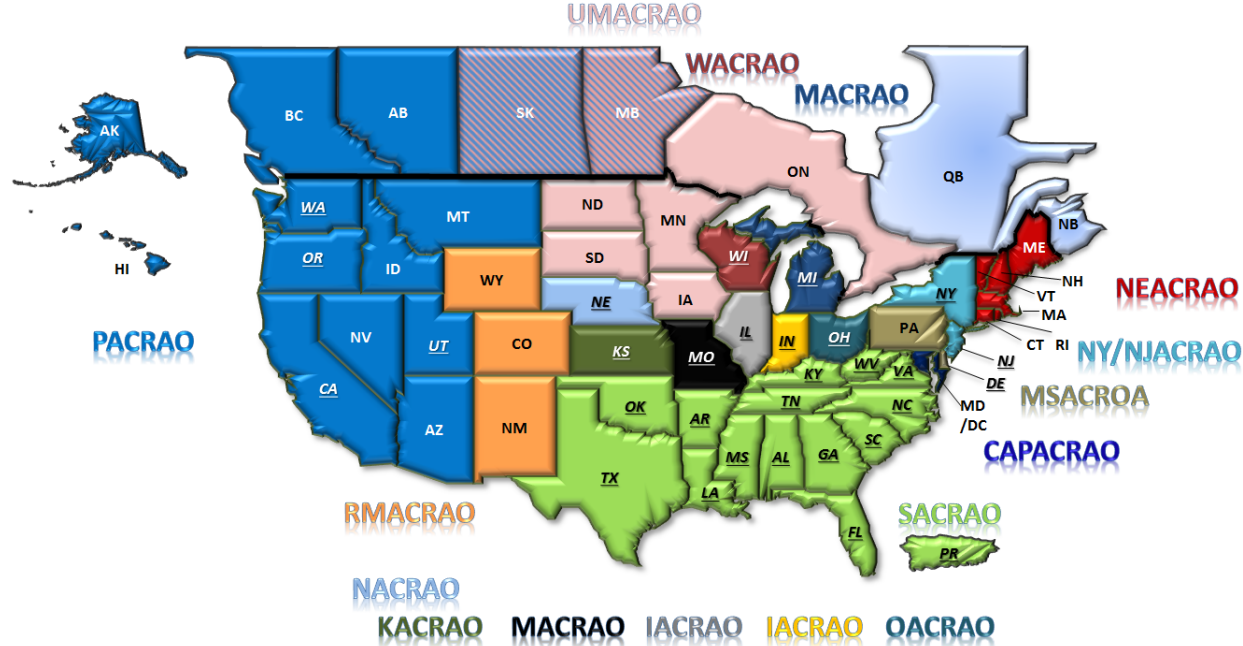 UMACRAO
WACRAO
MACRAO
AK
BC
AB
SK
MB
ON
QB
NB
WA
MT
ND
MN
ME
OR
ID
SD
WI
MI
NH
WY
IA
NY
VT
NEACRAO
NE
MA
PACRAO
NV
UT
CO
KS
MO
IL
IN
OH
PA
CT
RI
NY/NJACRAO
HI
CA
KY
WV
VA
NJ
DE
MSACROA
AZ
NM
OK
AR
TN
NC
MD
/DC
SC
CAPACRAO
TX
LA
MS
AL
GA
RMACRAO
SACRAO
FL
PR
NACRAO
KACRAO
MACRAO
IACRAO
IACRAO
OACRAO